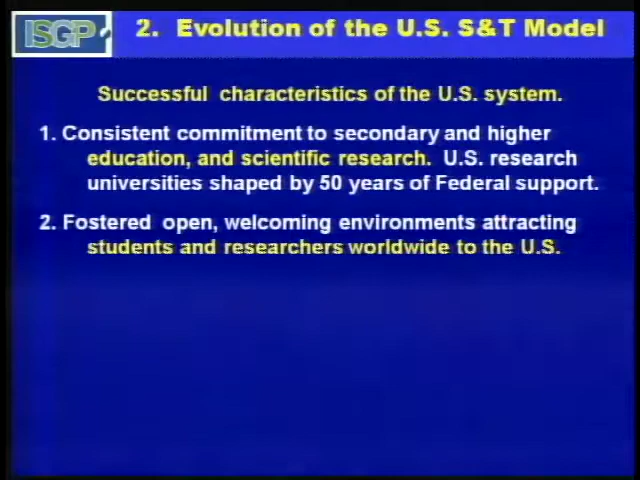 ISGP
2. Evolution of the U.S. S&T Model
Successful characteristics of the U.S. system.
1. Consistent commitment to secondary and higher
education, and scientific research. U.S. research
universities shaped by 50 years of Federal support.
2. Fostered open, welcoming environments attracting
students and researchers worldwide to the U.S.